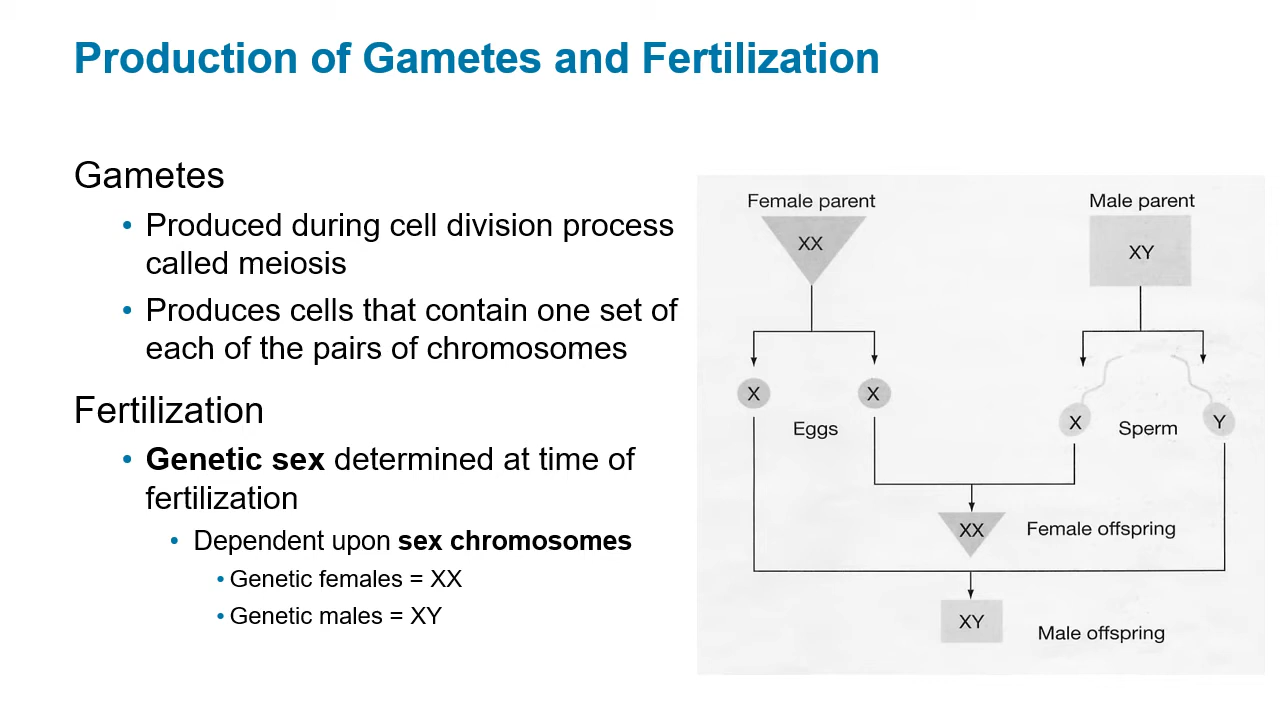 Production of Gametes and Fertilization
Gametes
• Produced during cell division process
called meiosis
• Produces cells that contain one set of
each of the pairs of chromosomes
Fertilization
• Genetic sex determined at time of
fertilization
• Dependent upon sex chromosomes
• Genetic females = XX
• Genetic males = XY
Female parent
Male parent
XX
XY
X
X
Eggs
X
Sperm
Y
XX
Female offspring
XY
Male offspring